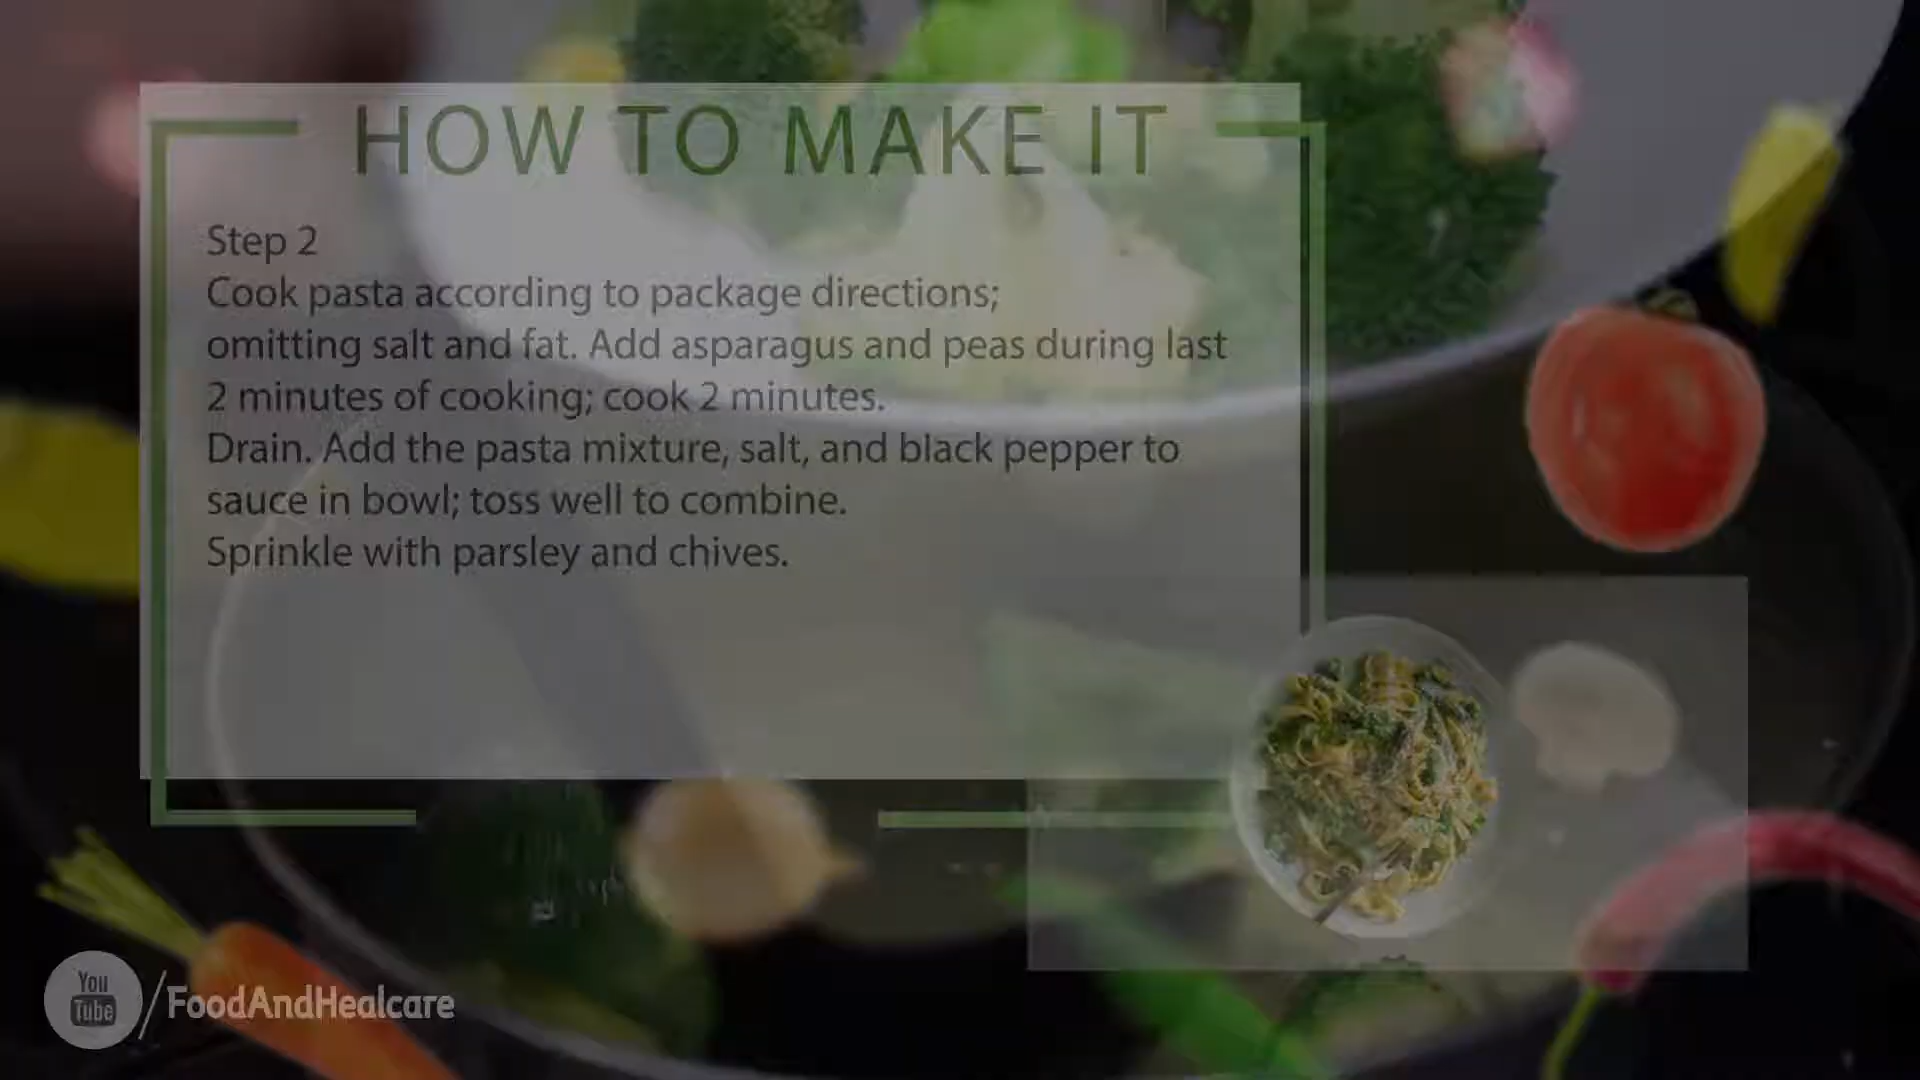 HOW TO MAKE IT
Step 2
Cook pasta according to package directions;
omitting salt and fat. Add asparagus and peas during last
2 minutes of cooking; cook 2 minutes.
Drain. Add the pasta mixture, salt, and black pepper to
sauce in bowl; toss well to combine.
Sprinkle with parsley and chives.
You
Tube
/FoodAndHealcare